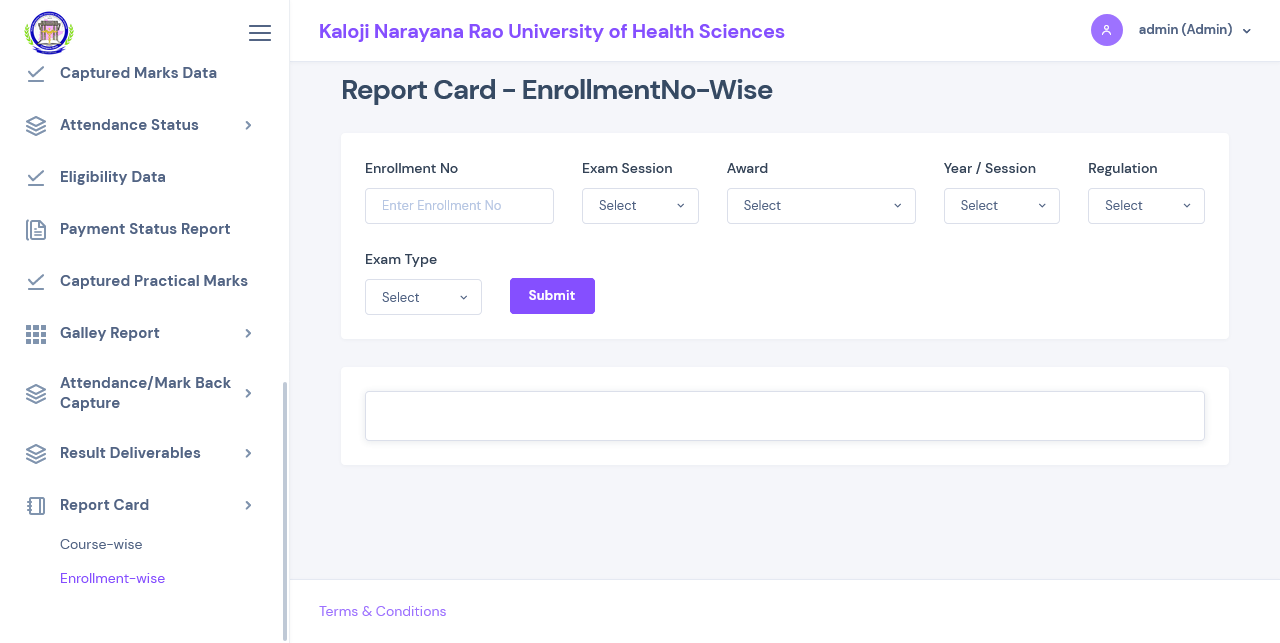 Kaloji Narayana Rao University of Health Sciences
admin (Admin)
Captured Marks Data
Attendance Status
Eligibility Data
Payment Status Report
Captured Practical Marks
Galley Report
Attendance/Mark Back
Capture
Result Deliverables
Report Card
Course-wise
Enrollment-wise
Report Card - EnrollmentNo-Wise
Enrollment No
Exam Session
Award
Year / Session
Regulation
Enter Enrollment No
Select
Select
Select
Select
Exam Type
Select
Submit
Terms & Conditions